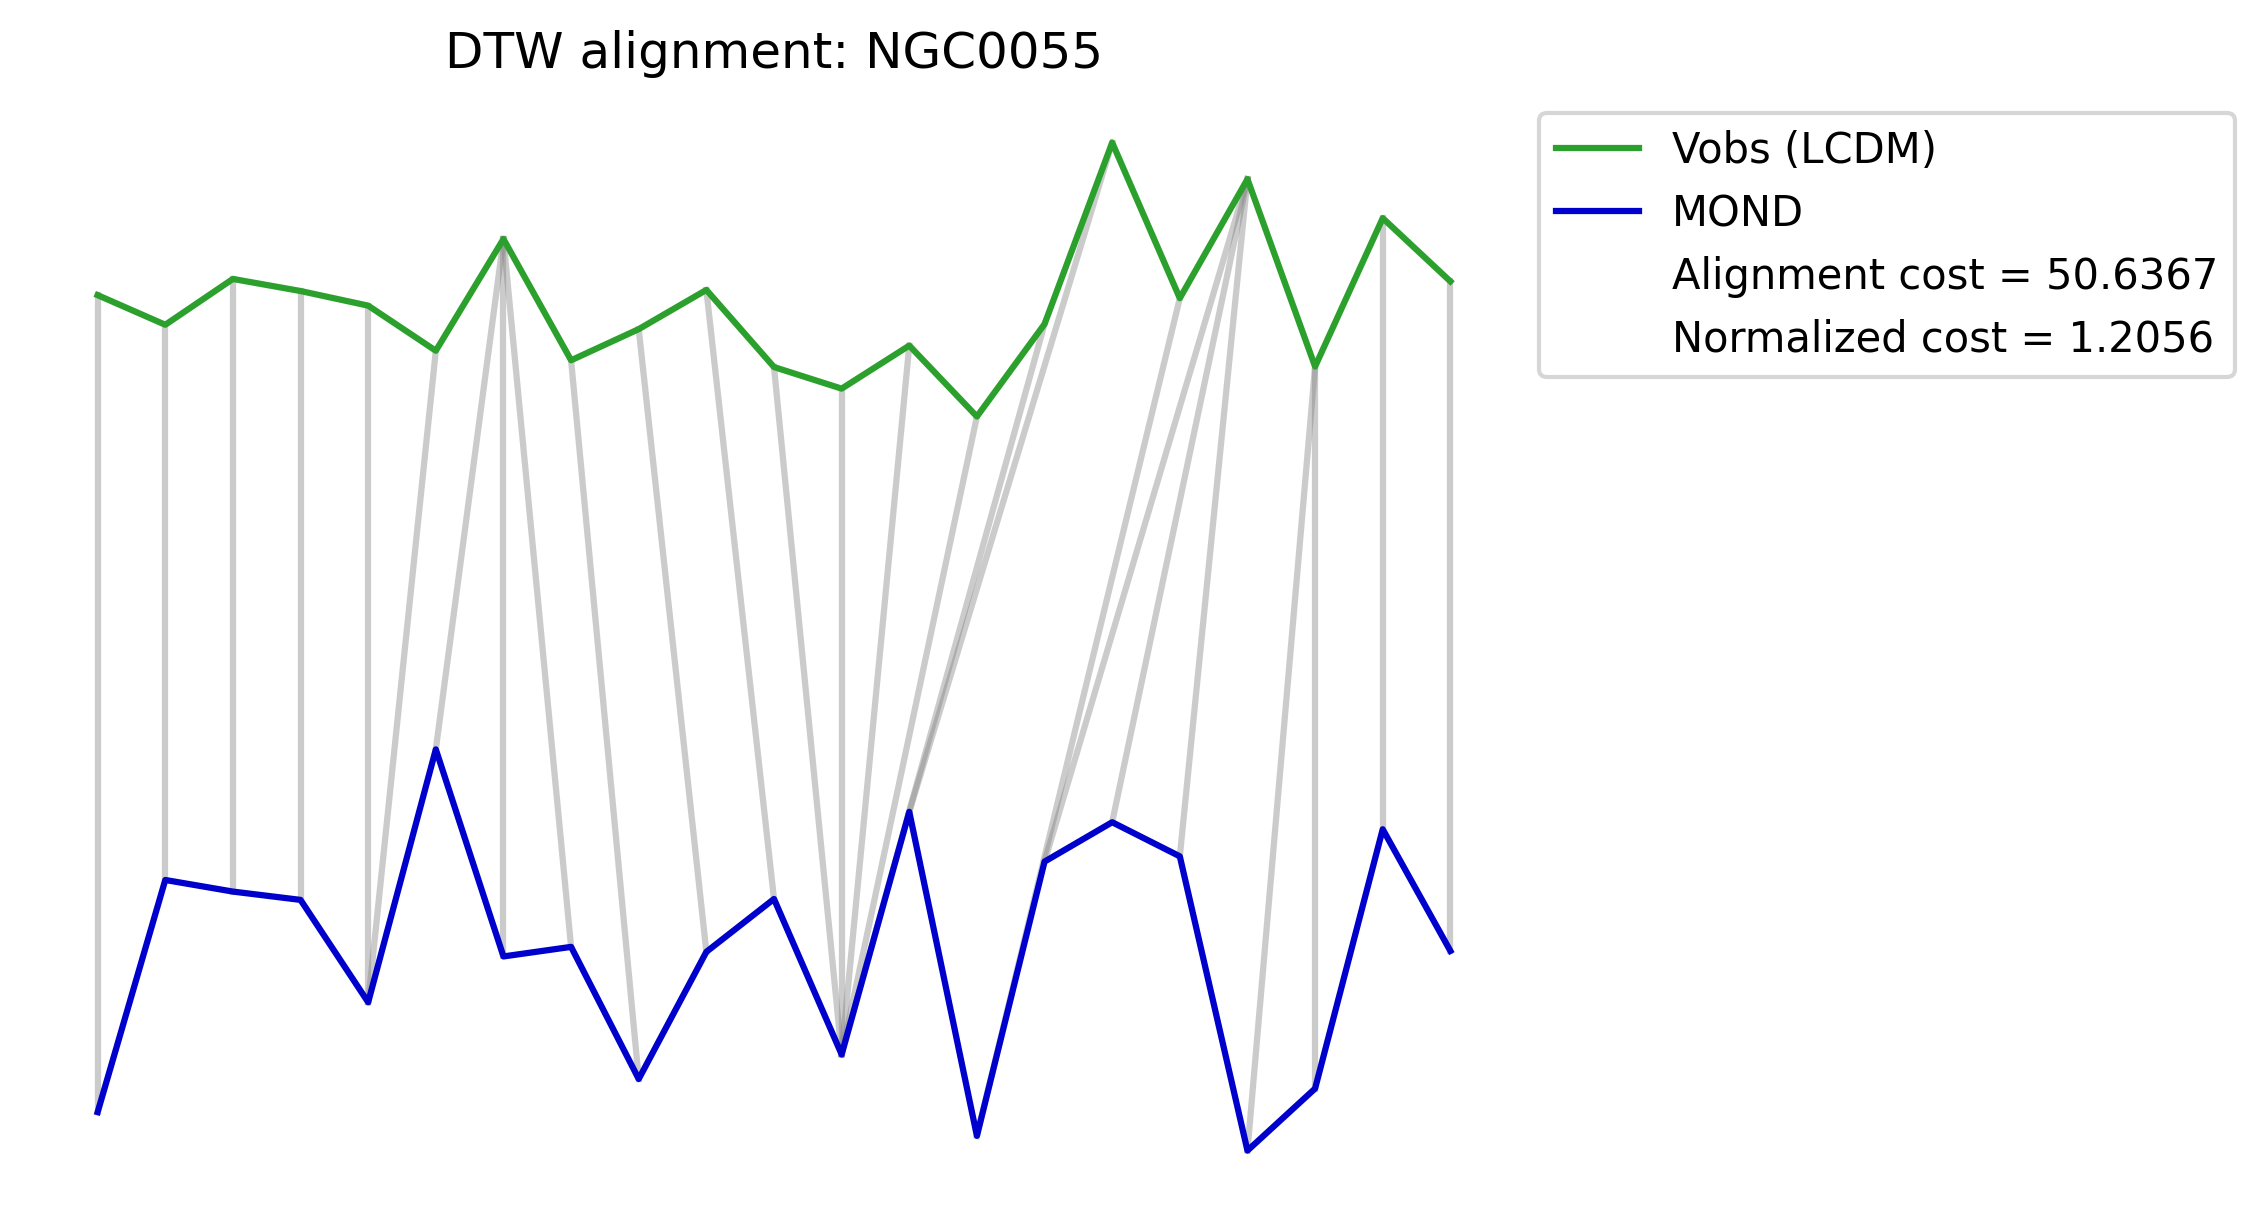 DTW alignment: NGC0055
Vobs (LCDM)
MOND
Alignment cost = 50.6367
Normalized cost = 1.2056